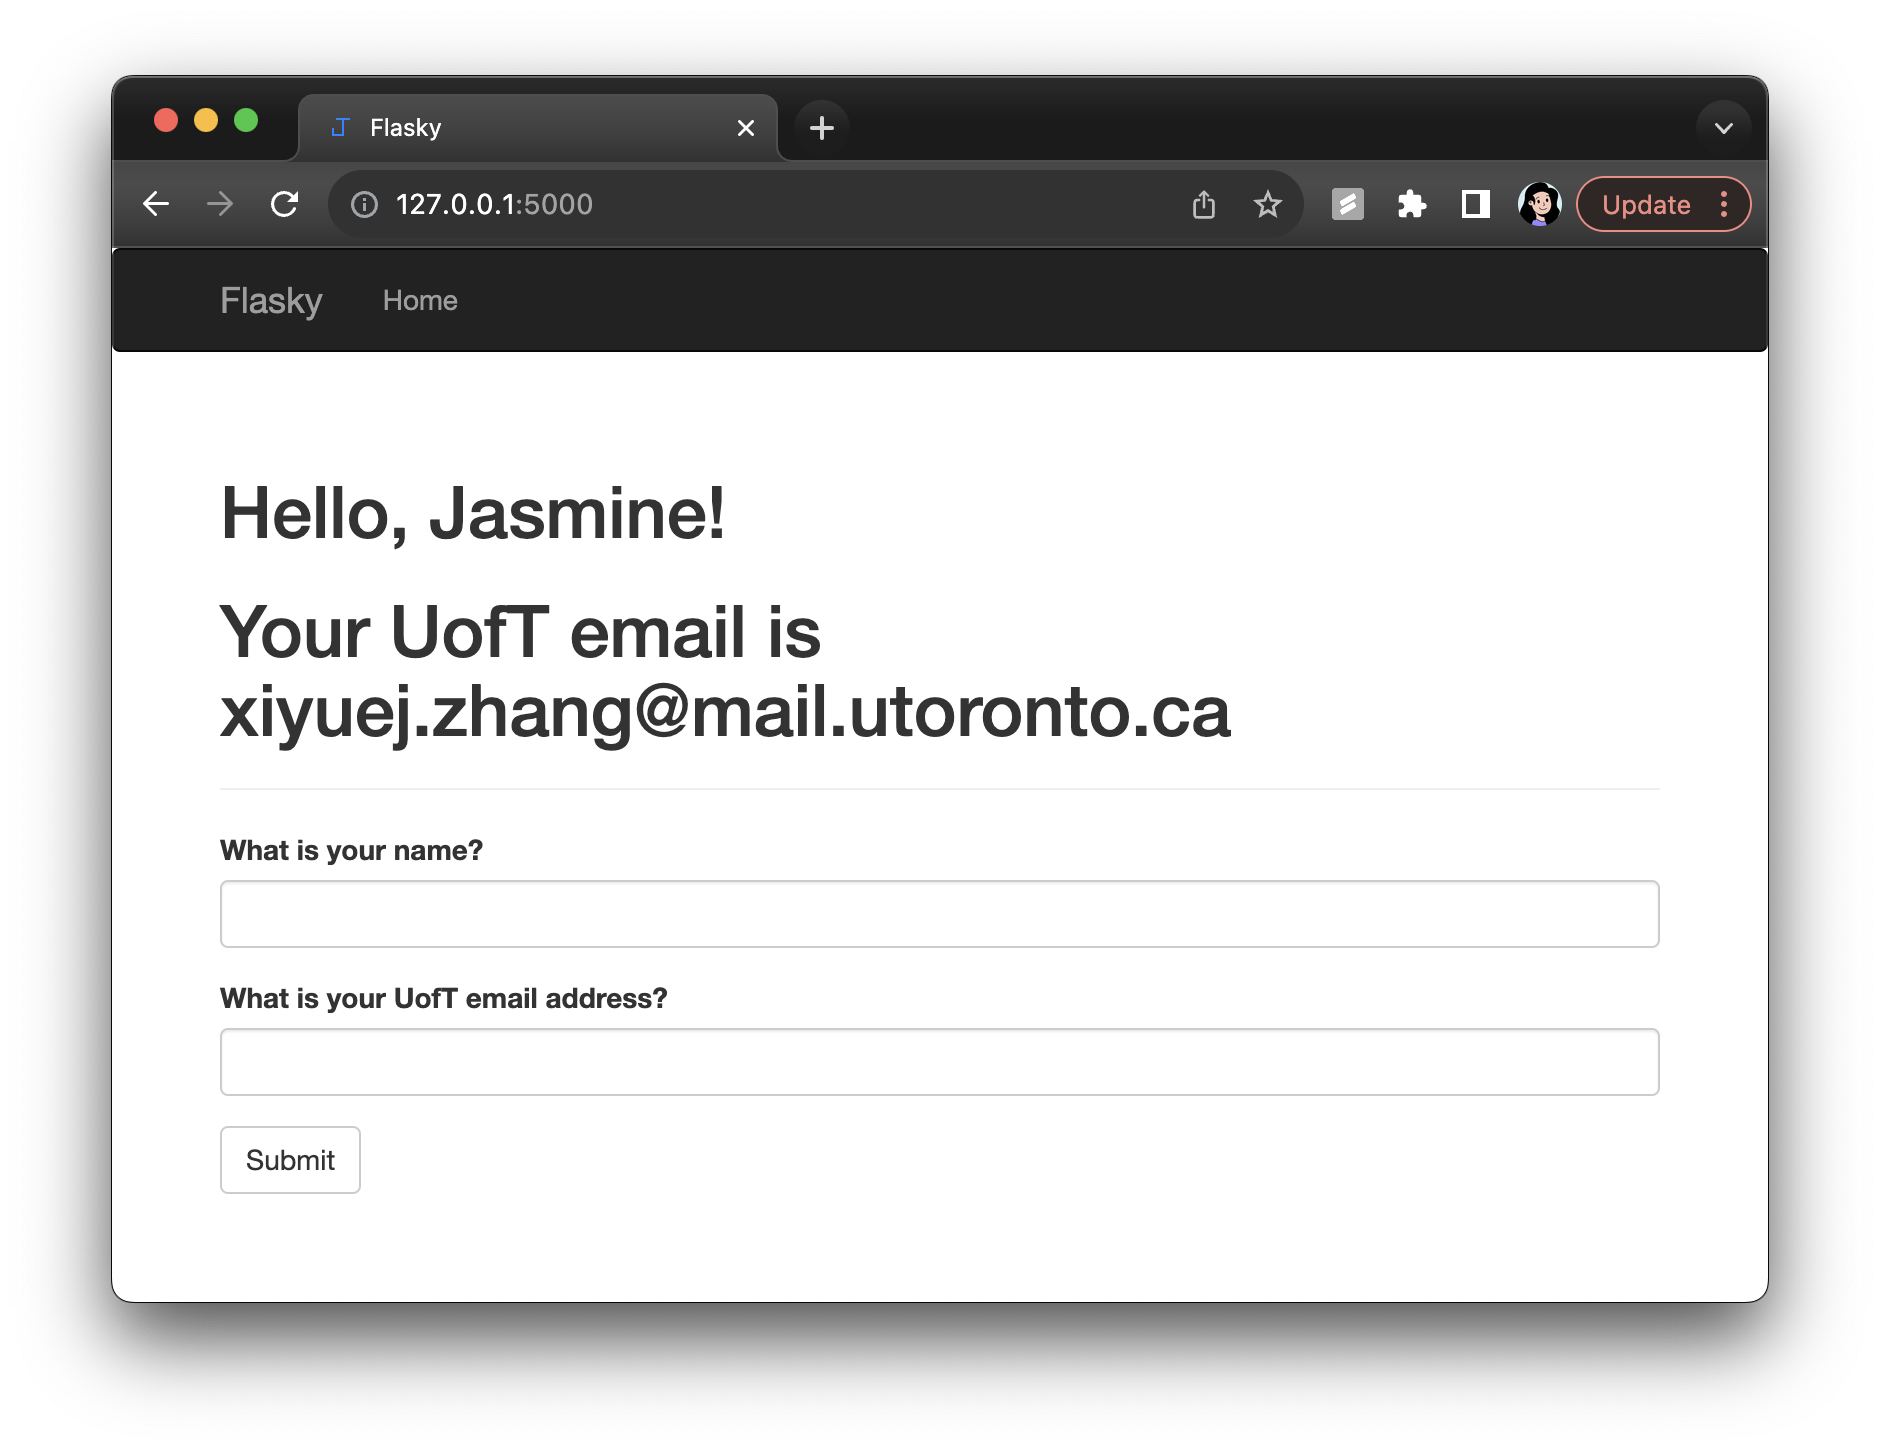 Flasky
127.0.0.1:5000
Update
Flasky Home
Hello, Jasmine!
Your UofT email is
xiyuej.zhang@mail.utoronto.ca
What is your name?
What is your UofT email address?
Submit